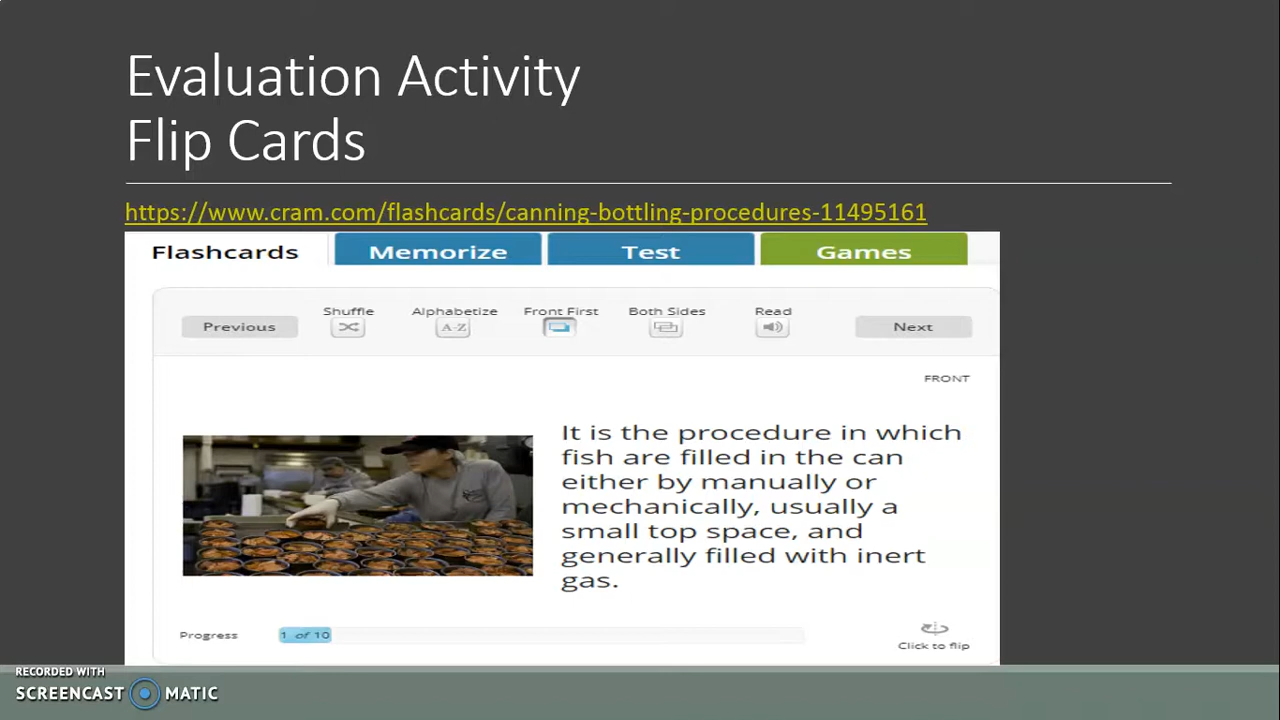 Evaluation Activity
Flip Cards
https://www.cram.com/flashcards/canning-bottling-procedures-11495161
Flashcards Memorize Test Games
Previous Shuffle Alphabetize Front First Both Sides Read Next
A-Z
FRONT
It is the procedure in which
fish are filled in the can
either by manually or
mechanically, usually a
small top space, and
generally filled with inert
gas.
Progress 1 of 10
Click to flip
RECORDED WITH
SCREENCAST MATIC